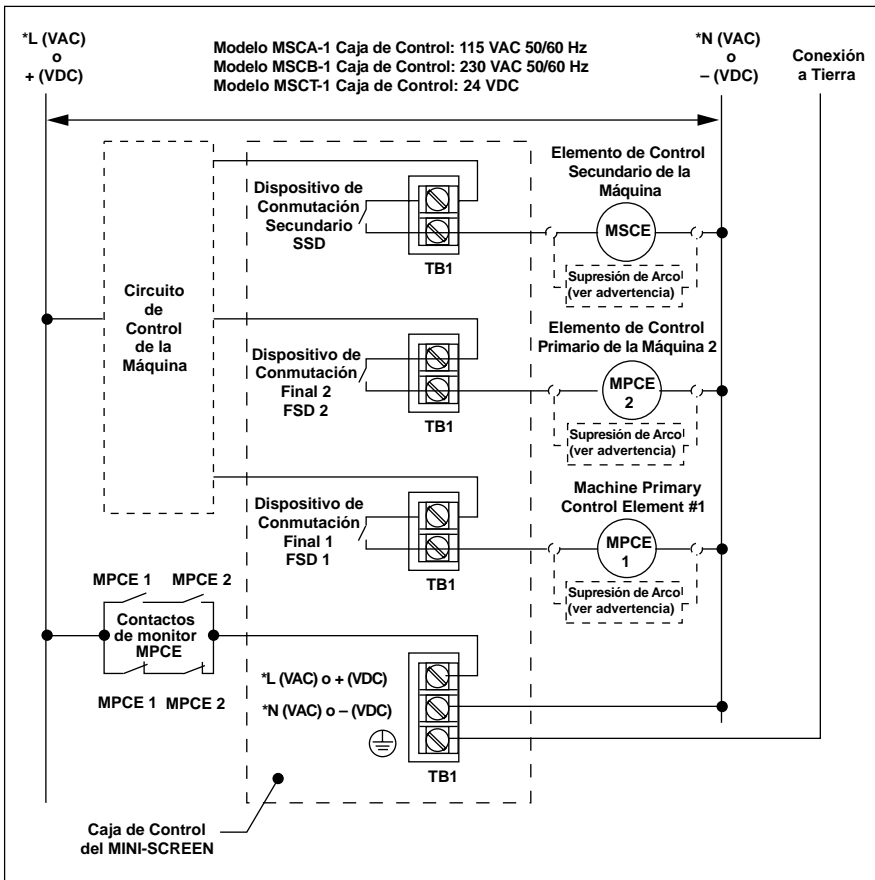 *L (VAC)
o
+ (VDC)
Modelo MSCA-1 Caja de Control: 115 VAC 50/60 Hz
Modelo MSCB-1 Caja de Control: 230 VAC 50/60 Hz
Modelo MSCT-1 Caja de Control: 24 VDC
*N (VAC)
o
– (VDC)
Conexión
a Tierra
Elemento de Control
Secundario de la
Máquina
Dispositivo de
Conmutación
Secundario
SSD
TB1
MSCE
Supresión de Arco
(ver advertencia)
Circuito
de
Control
de la
Máquina
Elemento de Control
Primario de la Máquina 2
Dispositivo de
Conmutación
Final 2
FSD 2
TB1
MPCE
2
Supresión de Arco
(ver advertencia)
Machine Primary
Control Element #1
Dispositivo de
Conmutación
Final 1
FSD 1
TB1
MPCE
1
Supresión de Arco
(ver advertencia)
MPCE 1 MPCE 2
Contactos
de monitor
MPCE
MPCE 1 MPCE 2
*L (VAC) o + (VDC)
*N (VAC) o – (VDC)
TB1
Caja de Control
del MINI-SCREEN